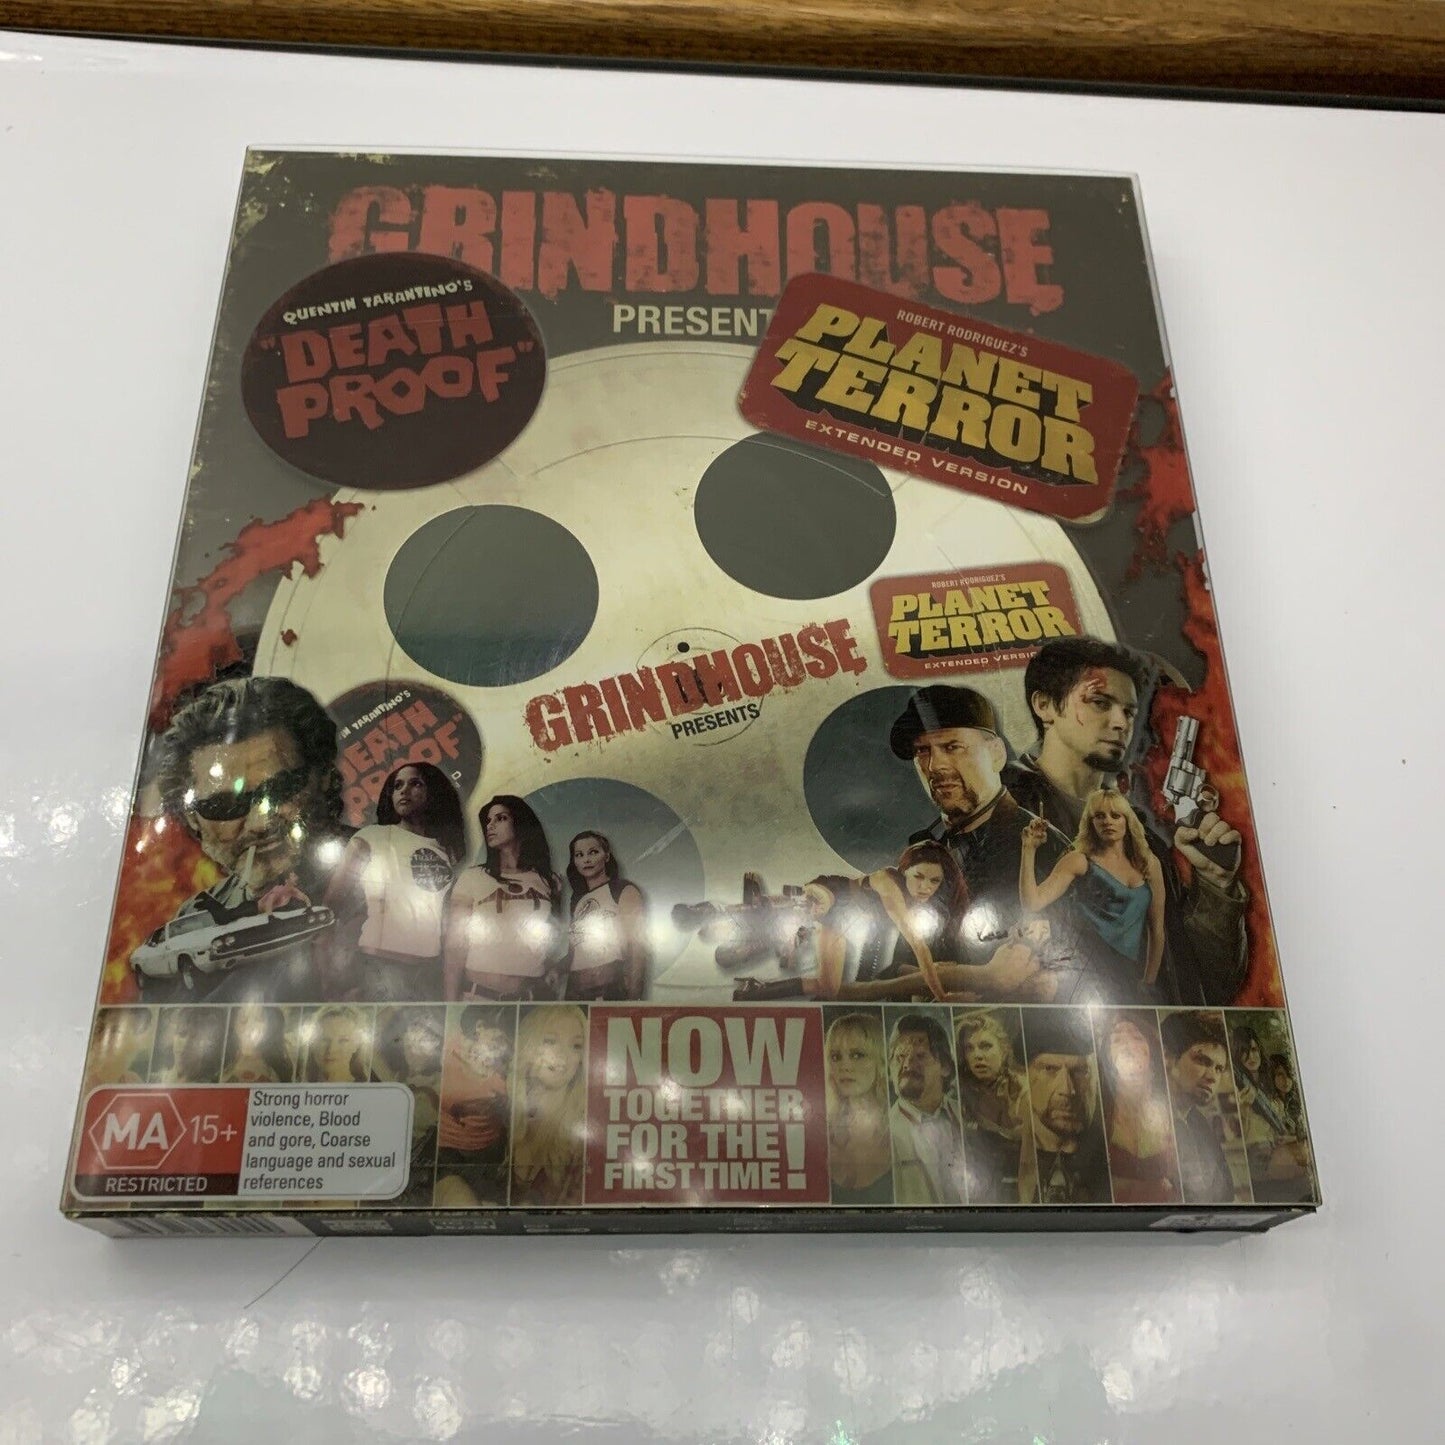 GRINDHOUSE
PRESENT
QUENTIN TARANTINO'S
"DEATH
PROOF"
ROBERT RODRIGUEZ'S
PLANET
TERROR
EXTENDED VERSION
ROBERT RODRIGUEZ'S
PLANET
TERROR
EXTENDED VERSI
GRINDHOUSE
PRESENTS
TARANTINO'S
DEATH
PROOF
NOW
TOGETHER
FOR THE
FIRST TIME!
MA 15+
RESTRICTED
Strong horror
violence, Blood
and gore, Coarse
language and sexual
references